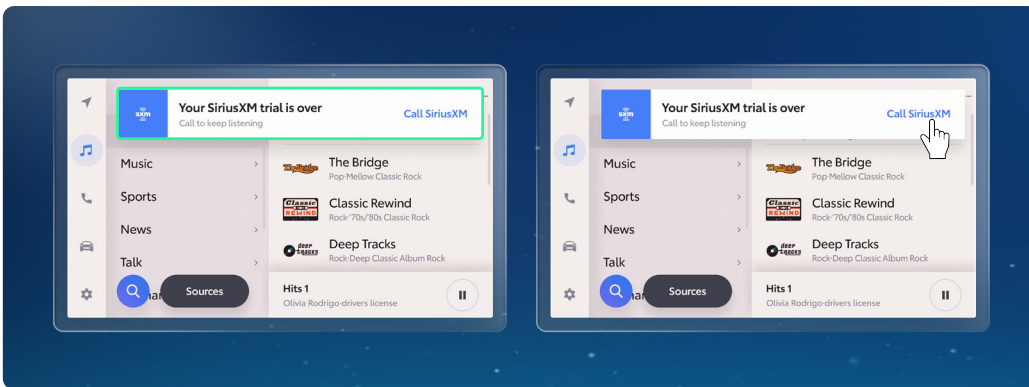 sxm
Your SiriusXM trial is over
Call to keep listening
Call SiriusXM
Music
Sports
News
Talk
Sources
The Bridge
The Bridge
Pop·Mellow Classic Rock
Classic
REWIND
Classic Rewind
Rock·'70s/'80s Classic Rock
deep
tracks
Deep Tracks
Rock·Deep Classic Album Rock
Hits 1
Olivia Rodrigo-drivers license
sxm
Your SiriusXM trial is over
Call to keep listening
Call SiriusXM
Music
Sports
News
Talk
Sources
The Bridge
The Bridge
Pop·Mellow Classic Rock
Classic
REWIND
Classic Rewind
Rock·'70s/'80s Classic Rock
deep
tracks
Deep Tracks
Rock·Deep Classic Album Rock
Hits 1
Olivia Rodrigo-drivers license